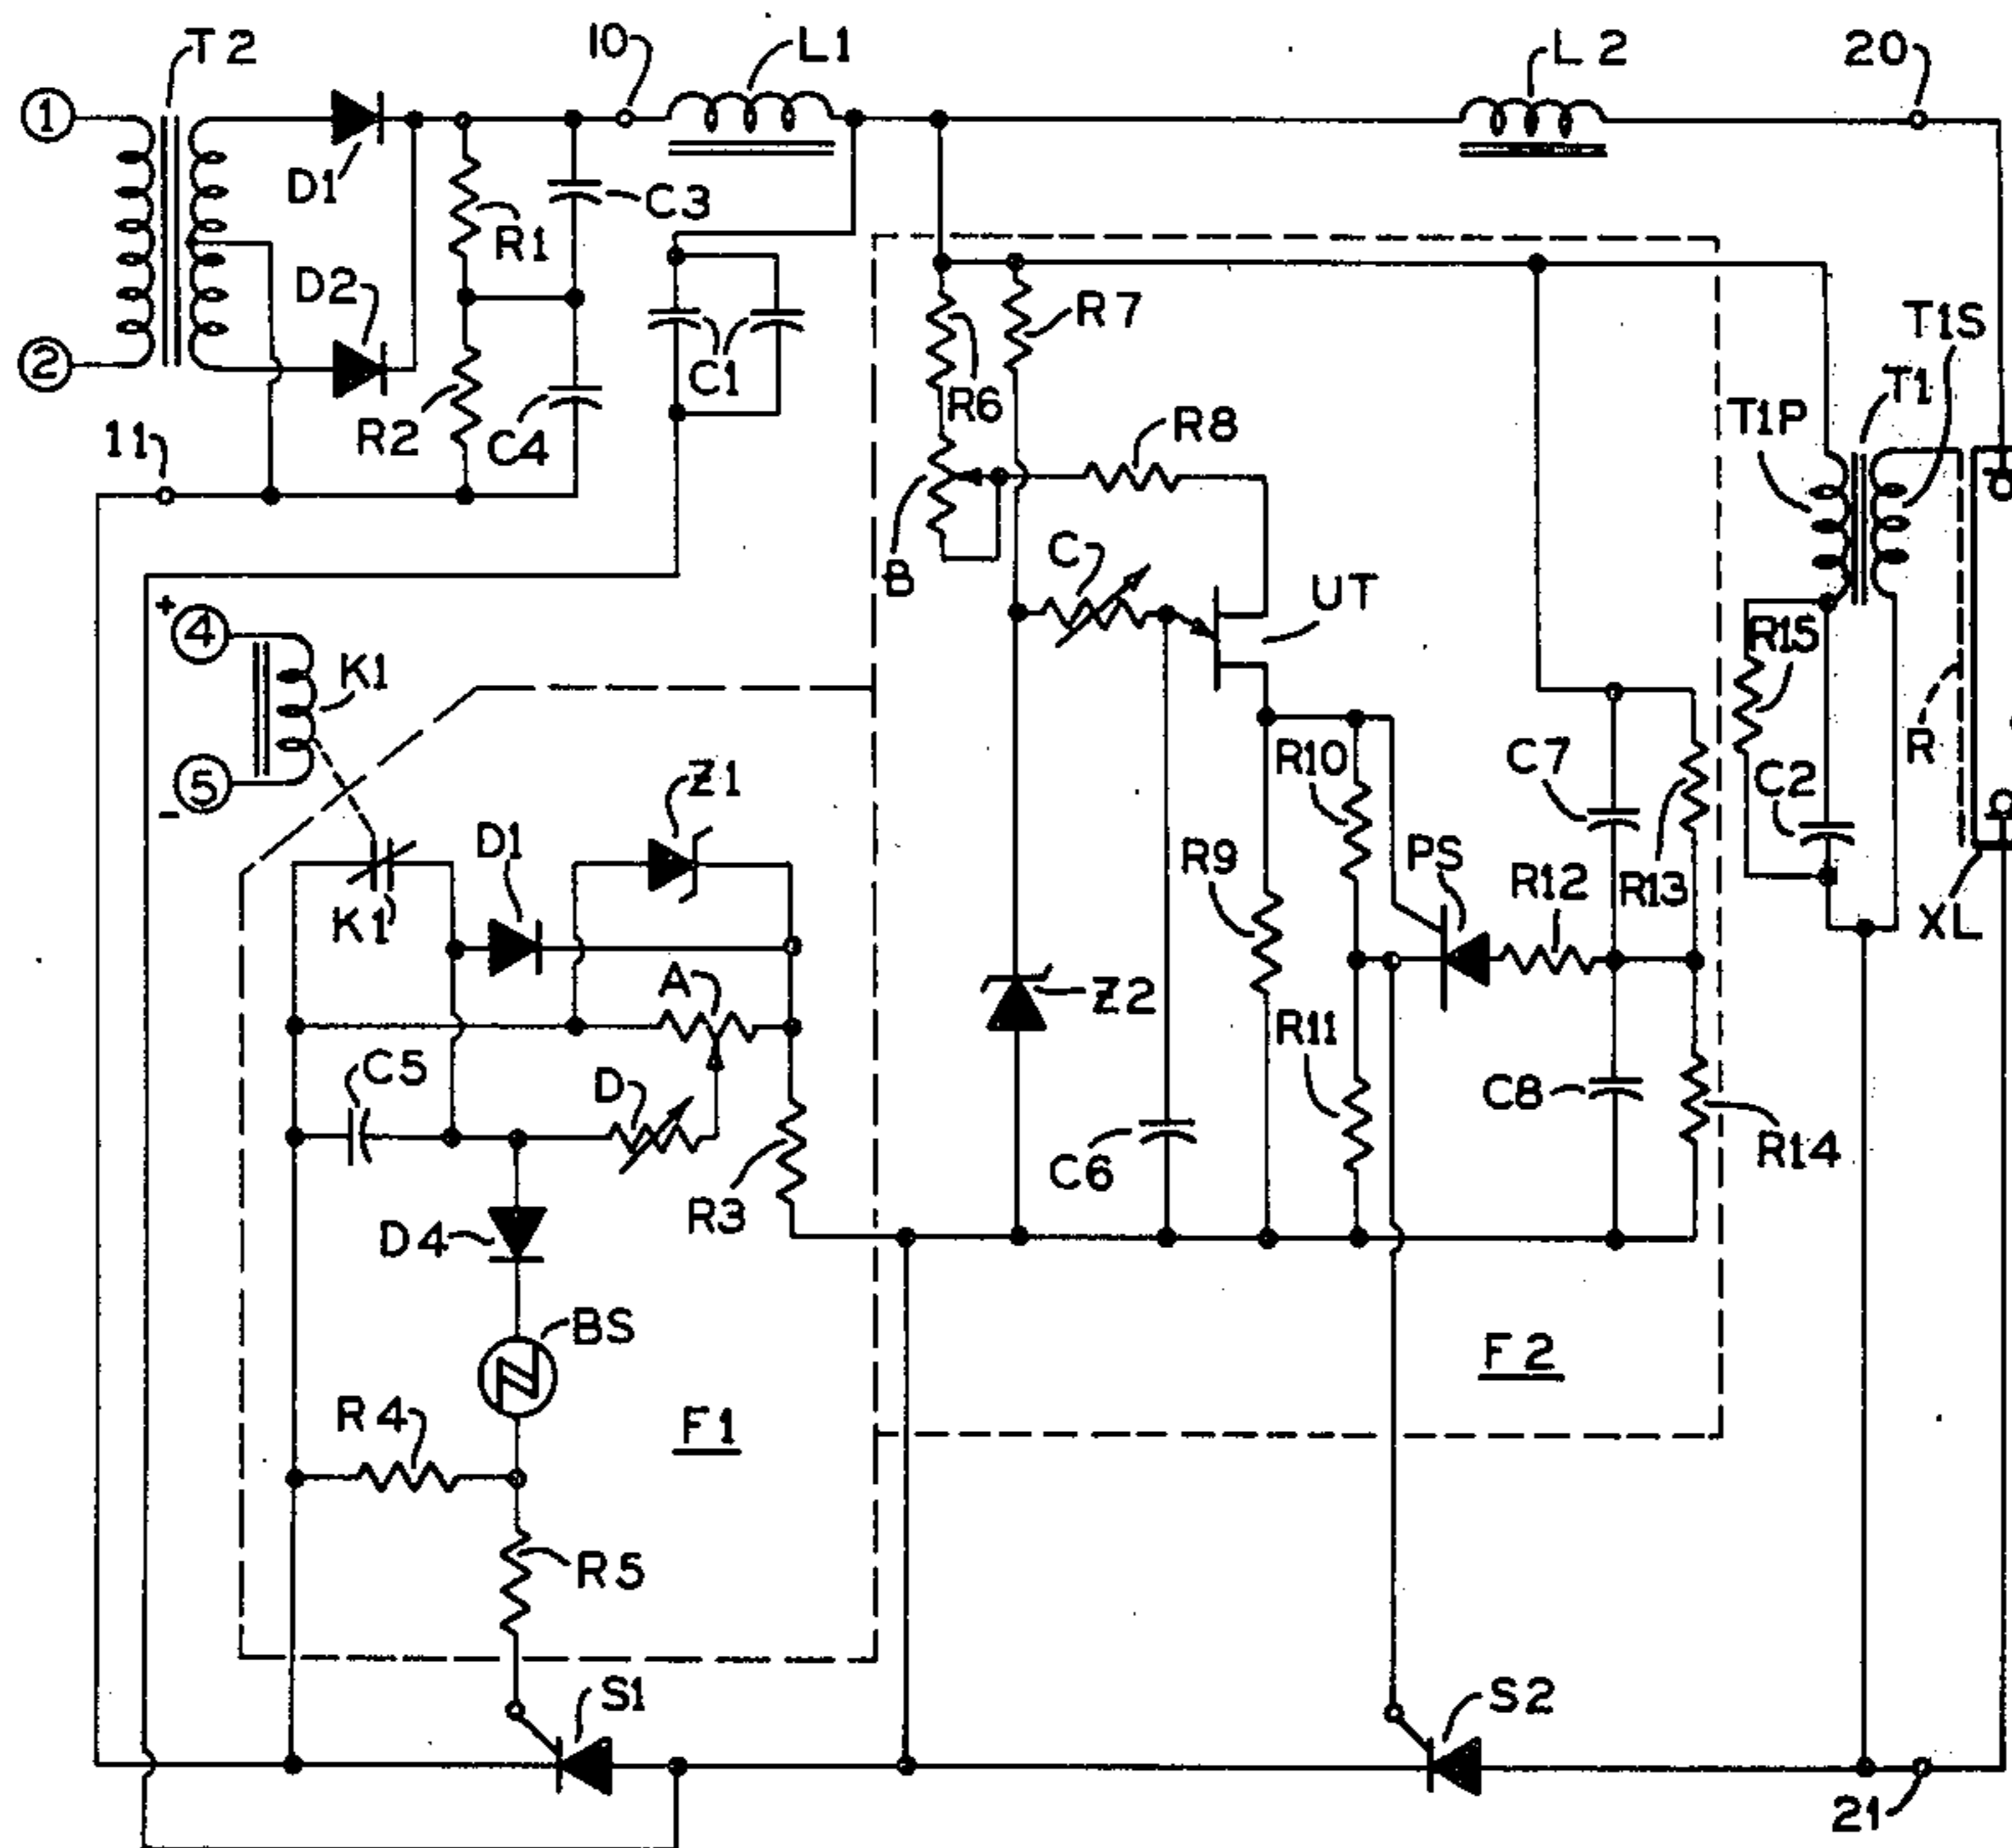 T2
10
L1
L2
20
1
D1
R1
C3
D2
R7
T1S
2
R2
C4
C1
R6
T1
T1P
11
R8
B
C
UT
+
4
K1
R15
5
-
Z1
R10
C7
R
C2
D1
K1
R9
PS
R12
R13
XL
A
Z2
R11
C5
D
C8
R14
C6
R3
D4
BS
F2
R4
F1
R5
S1
S2
21